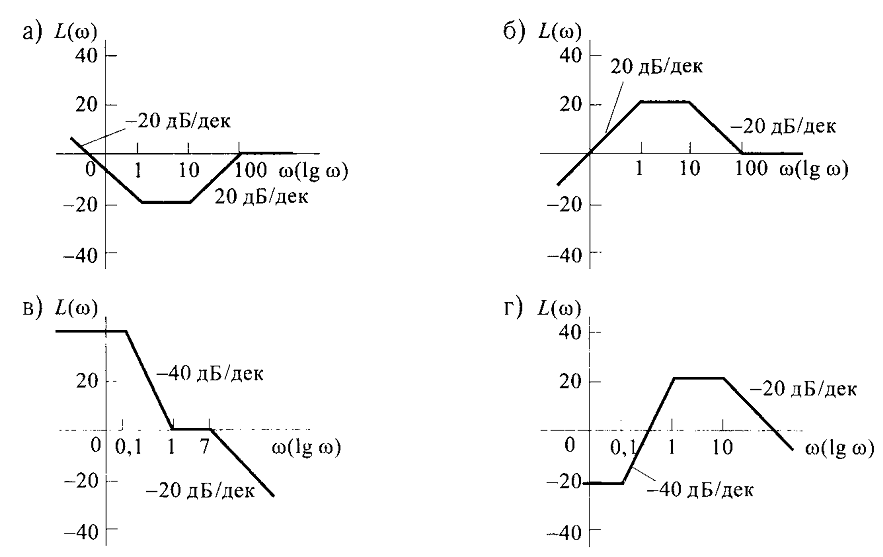 а) L(ω)
40
20
−20 дБ/дек
0 1 10 100 ω(lg ω)
20 дБ/дек
−20
−40
б) L(ω)
40
20 дБ/дек
20
−20 дБ/дек
0 1 10 100 ω(lg ω)
−20
−40
в) L(ω)
−40 дБ/дек
20
0 0,1 1 7 ω(lg ω)
−20
−20 дБ/дек
−40
г) L(ω)
40
20
−20 дБ/дек
0 0,1 1 10 ω(lg ω)
−20
−40 дБ/дек
−40